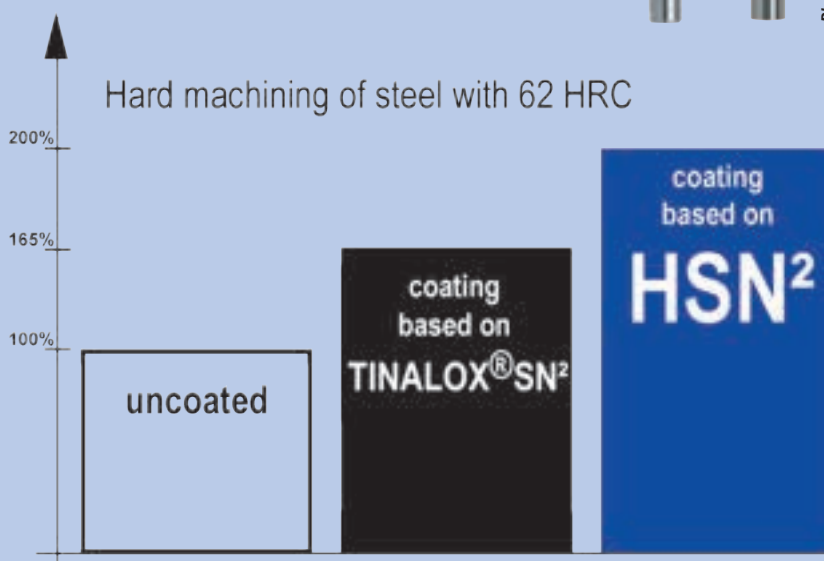 Hard machining of steel with 62 HRC
200%
165%
100%
uncoated
coating
based on
TINALOX®SN²
coating
based on
HSN²